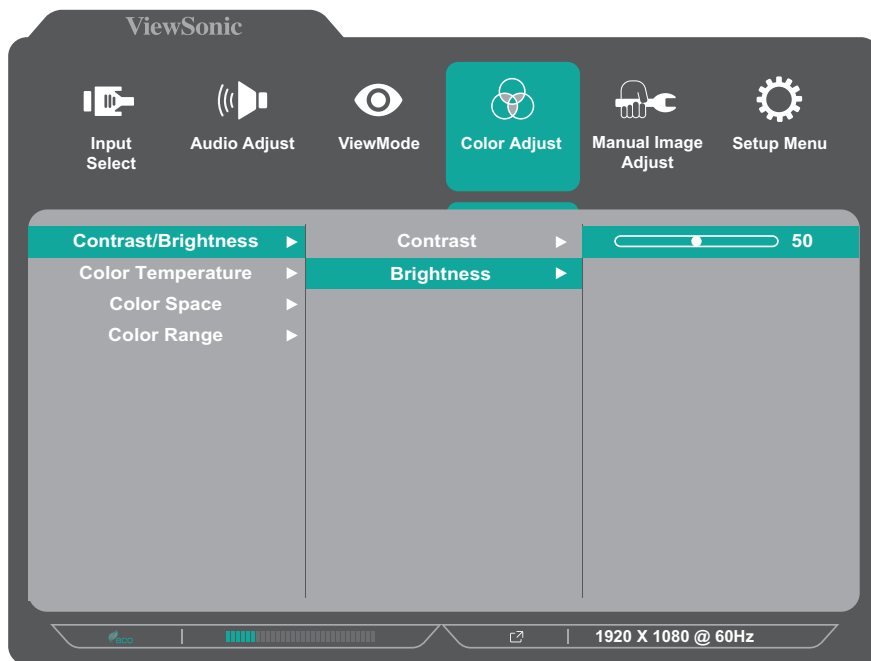 ViewSonic
Input
Select
Audio Adjust
ViewMode
Color Adjust
Manual Image
Adjust
Setup Menu
Contrast/Brightness
Contrast
50
Color Temperature
Brightness
Color Space
Color Range
eco
1920 X 1080 @ 60Hz